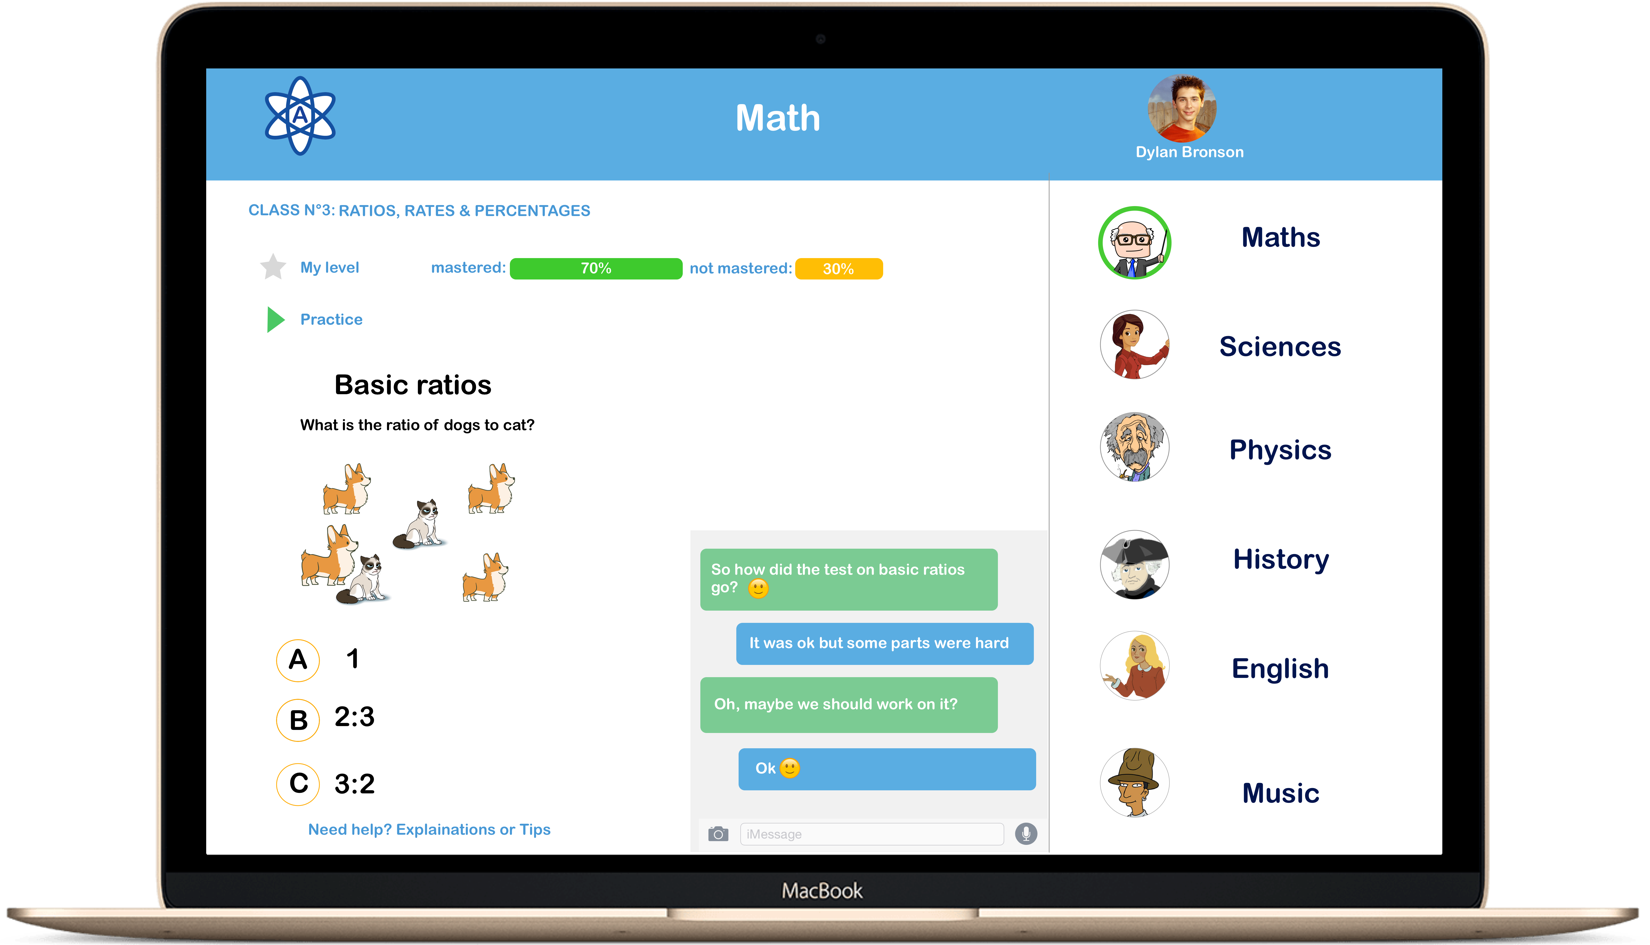 A
Math
Dylan Bronson
CLASS N°3: RATIOS, RATES & PERCENTAGES
My level
mastered: 70% not mastered: 30%
Practice
Basic ratios
What is the ratio of dogs to cat?
A 1
B 2:3
C 3:2
Need help? Explainations or Tips
So how did the test on basic ratios
go? 🙂
It was ok but some parts were hard
Oh, maybe we should work on it?
Ok 🙂
iMessage
Maths
Sciences
Physics
History
English
Music
MacBook